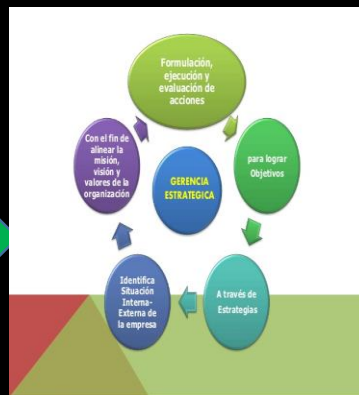 Formulación,
ejecución y
evaluación de
acciones
para lograr
Objetivos
A través de
Estrategias
Identifica
Situación
Interna-
Externa de
la empresa
Con el fin de
alinear la
misión,
visión y
valores de la
organización
GERENCIA
ESTRATEGICA